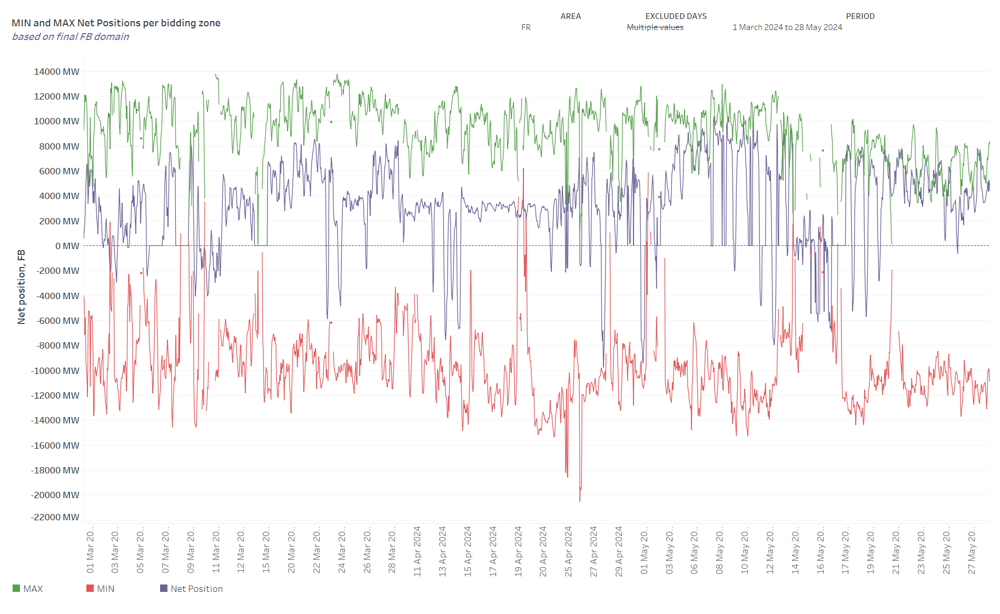 MIN and MAX Net Positions per bidding zone
based on final FB domain
AREA
FR
EXCLUDED DAYS
Multiple values
PERIOD
1 March 2024 to 28 May 2024
Net position, FB
14000 MW
12000 MW
10000 MW
8000 MW
6000 MW
4000 MW
2000 MW
0 MW
-2000 MW
-4000 MW
-6000 MW
-8000 MW
-10000 MW
-12000 MW
-14000 MW
-16000 MW
-18000 MW
-20000 MW
-22000 MW
01 Mar 20..
03 Mar 20..
05 Mar 20..
07 Mar 20..
09 Mar 20..
11 Mar 20..
12 Mar 20..
15 Mar 20..
20 Mar 20..
22 Mar 20..
24 Mar 20..
26 Mar 20..
28 Mar 20..
11 Apr 2024
13 Apr 2024
15 Apr 2024
17 Apr 2024
19 Apr 2024
20 Apr 2024
25 Apr 2024
27 Apr 2024
29 Apr 2024
01 May 20..
03 May 20..
06 May 20..
08 May 20..
10 May 20..
12 May 20..
14 May 20..
16 May 20..
17 May 20..
19 May 20..
21 May 20..
23 May 20..
25 May 20..
27 May 20..
MAX
MIN
Net Position